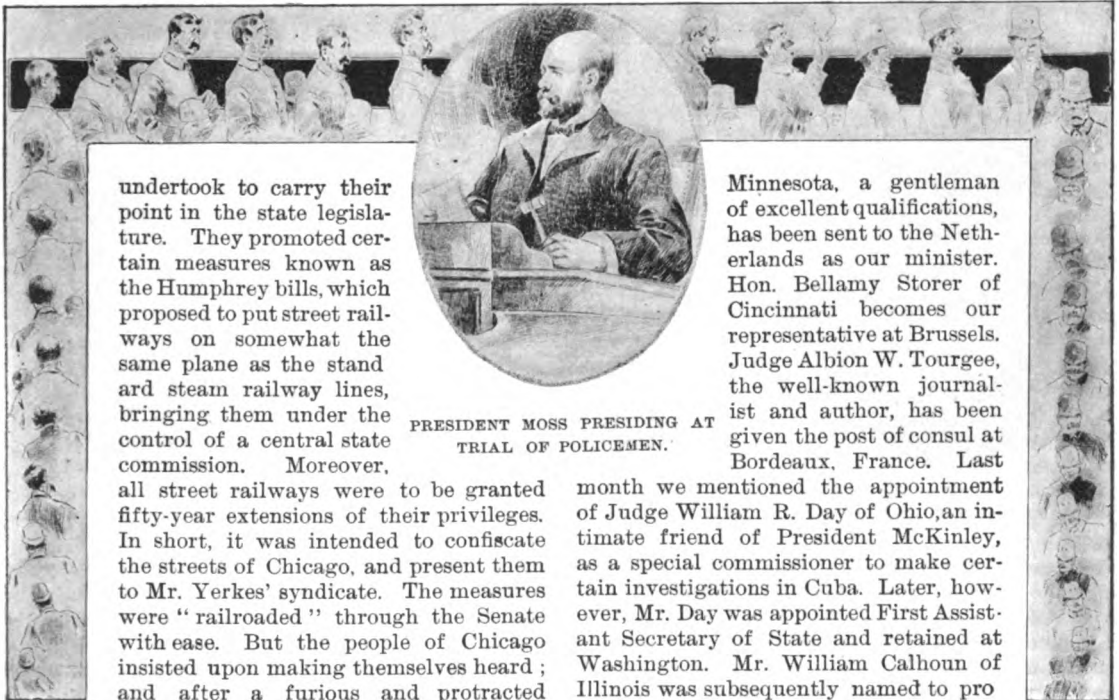 undertook to carry their
point in the state legisla-
ture. They promoted cer-
tain measures known as
the Humphrey bills, which
proposed to put street rail-
ways on somewhat the
same plane as the stand
ard steam railway lines,
bringing them under the
control of a central state
commission. Moreover,
all street railways were to be granted
fifty-year extensions of their privileges.
In short, it was intended to confiscate
the streets of Chicago, and present them
to Mr. Yerkes' syndicate. The measures
were " railroaded " through the Senate
with ease. But the people of Chicago
insisted upon making themselves heard ;
and after a furious and protracted
PRESIDENT MOSS PRESIDING AT
TRIAL OF POLICEMEN.
Minnesota, a gentleman
of excellent qualifications,
has been sent to the Neth-
erlands as our minister.
Hon. Bellamy Storer of
Cincinnati becomes our
representative at Brussels.
Judge Albion W. Tourgee,
the well-known journal-
ist and author, has been
given the post of consul at
Bordeaux, France. Last
month we mentioned the appointment
of Judge William R. Day of Ohio, an in-
timate friend of President McKinley,
as a special commissioner to make cer-
tain investigations in Cuba. Later, how-
ever, Mr. Day was appointed First Assist-
ant Secretary of State and retained at
Washington. Mr. William Calhoun of
Illinois was subsequently named to pro